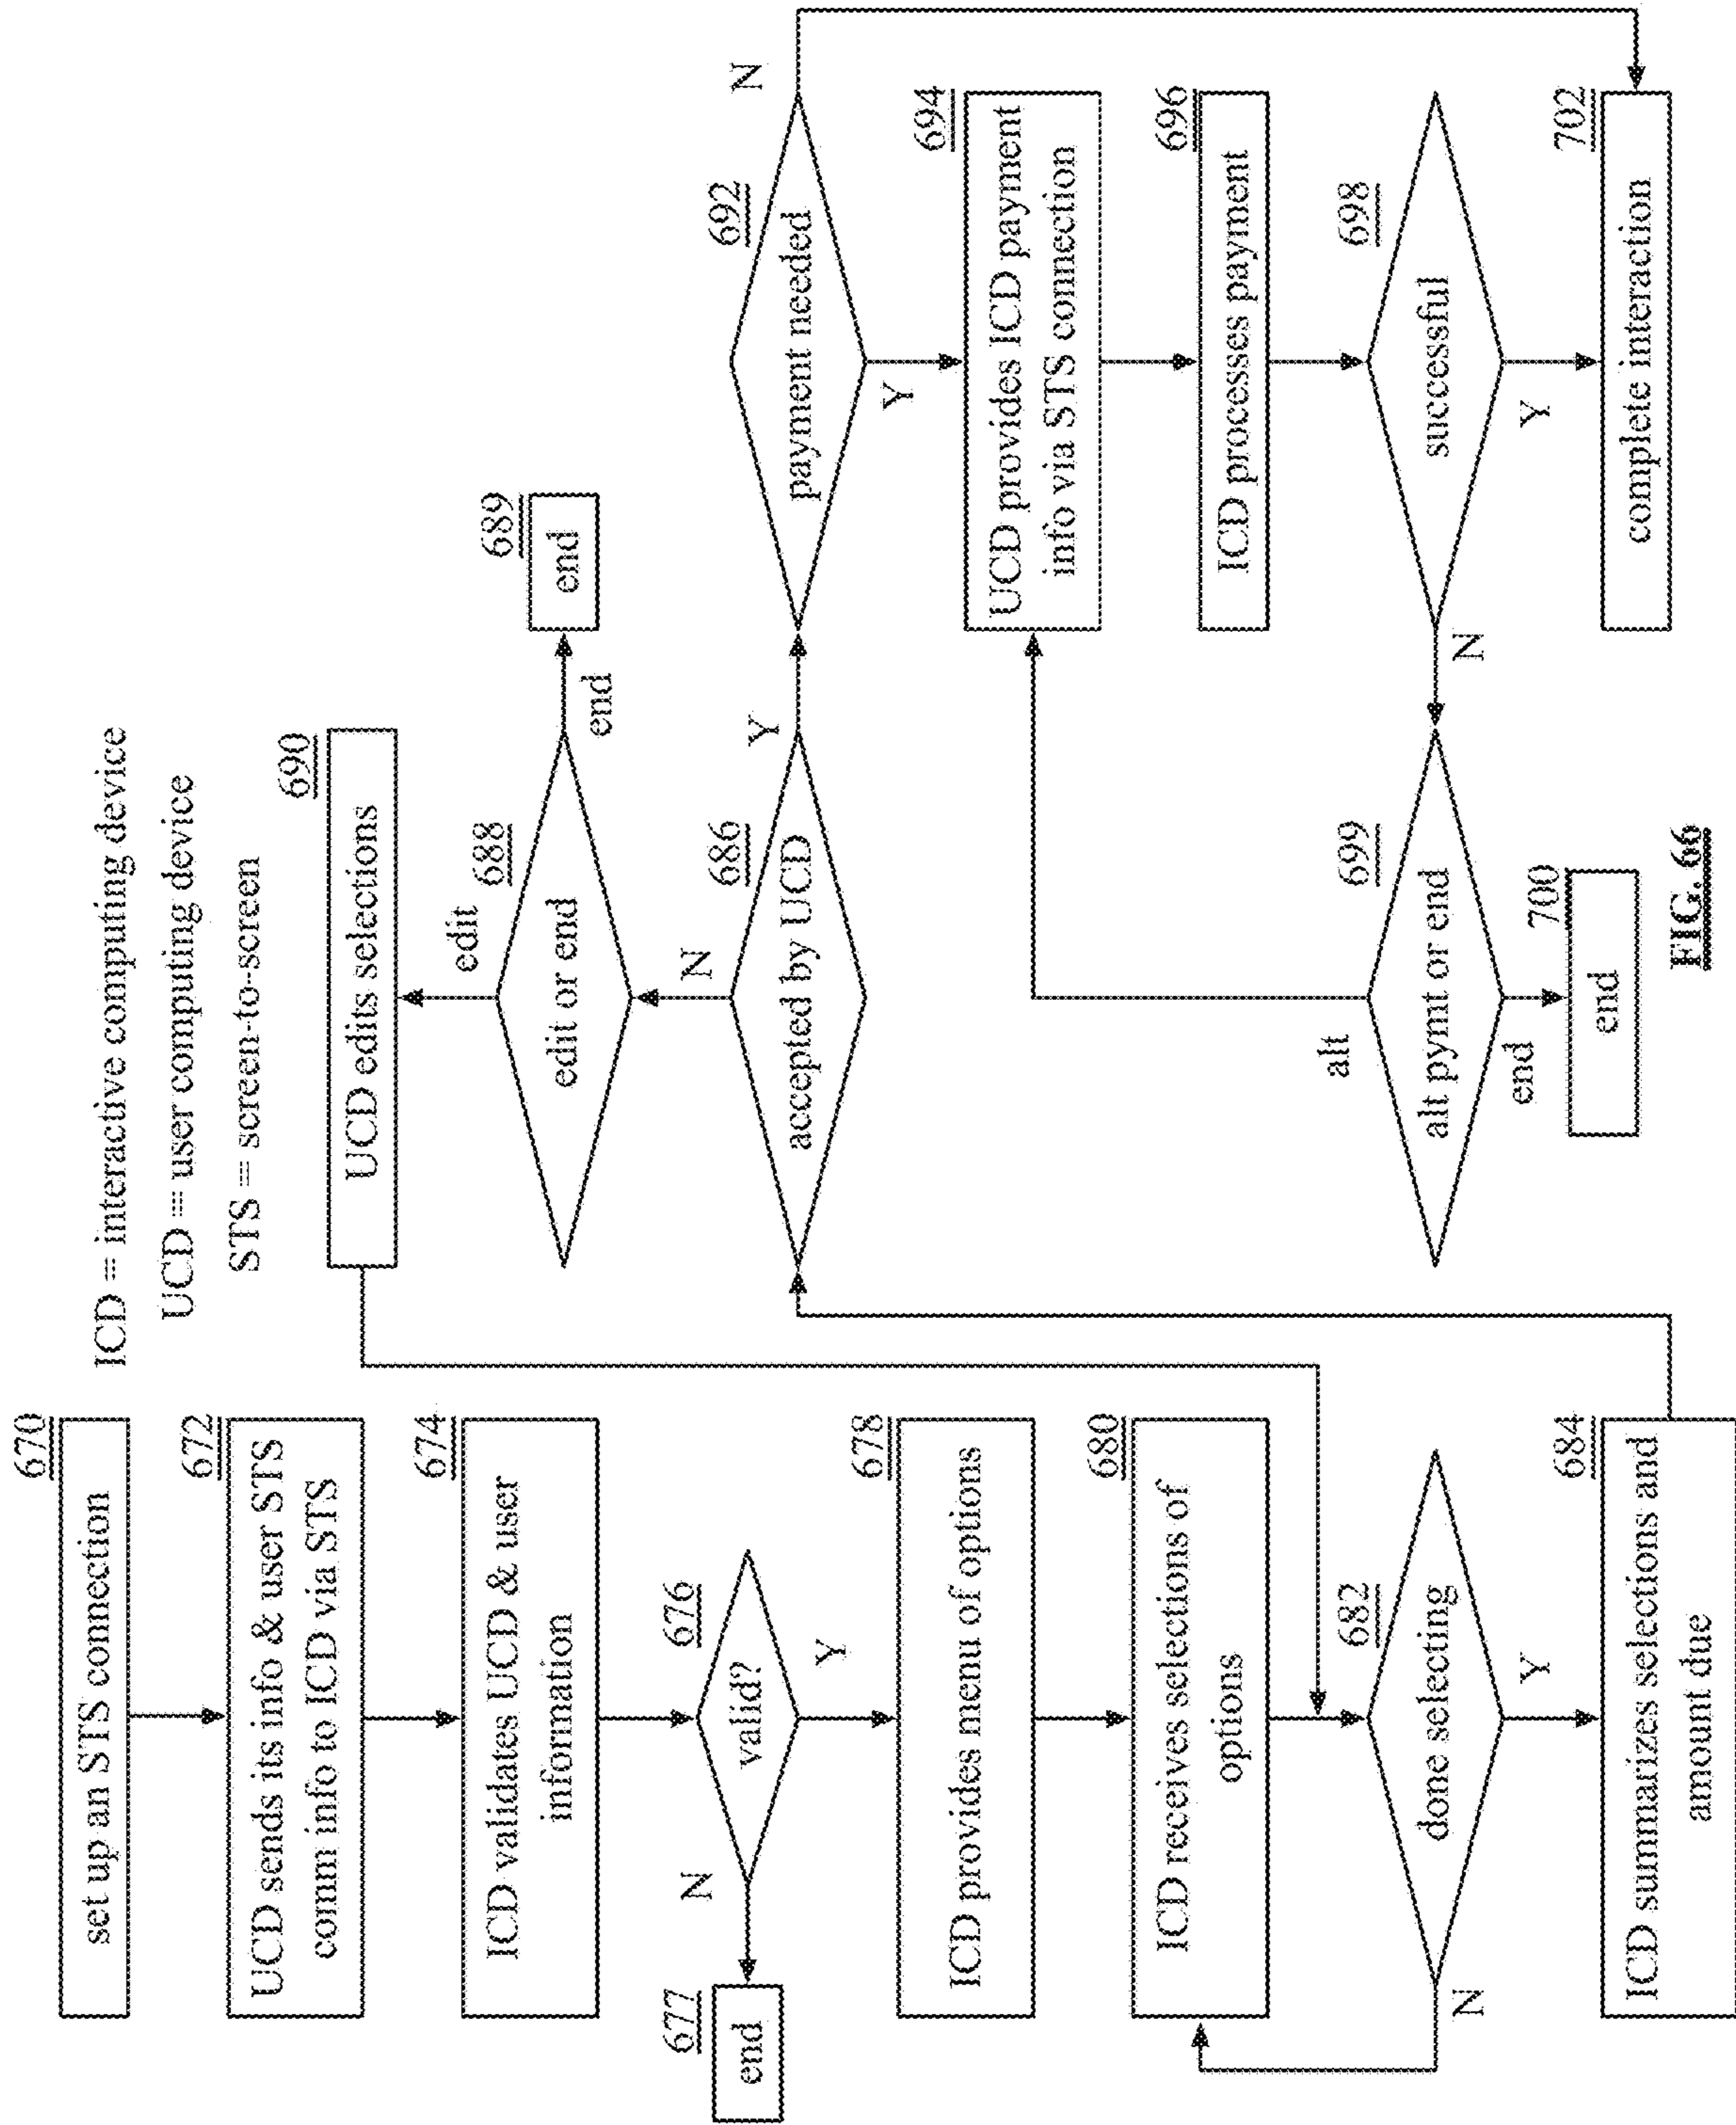 ICD = interactive computing device
UCD = user computing device
STS = screen-to-screen
670
set up an STS connection
672
UCD sends its info & user STS
comm info to ICD via STS
674
ICD validates UCD & user
information
676
valid?
N
Y
677
end
678
ICD provides menu of options
680
ICD receives selections of
options
682
done selecting
N
Y
684
ICD summarizes selections and
amount due
690
UCD edits selections
edit
688
edit or end
end
689
end
N
686
accepted by UCD
Y
692
payment needed
N
Y
694
UCD provides ICD payment
info via STS connection
696
ICD processes payment
698
successful
N
Y
alt
699
alt pymt or end
end
700
end
702
complete interaction
FIG. 66